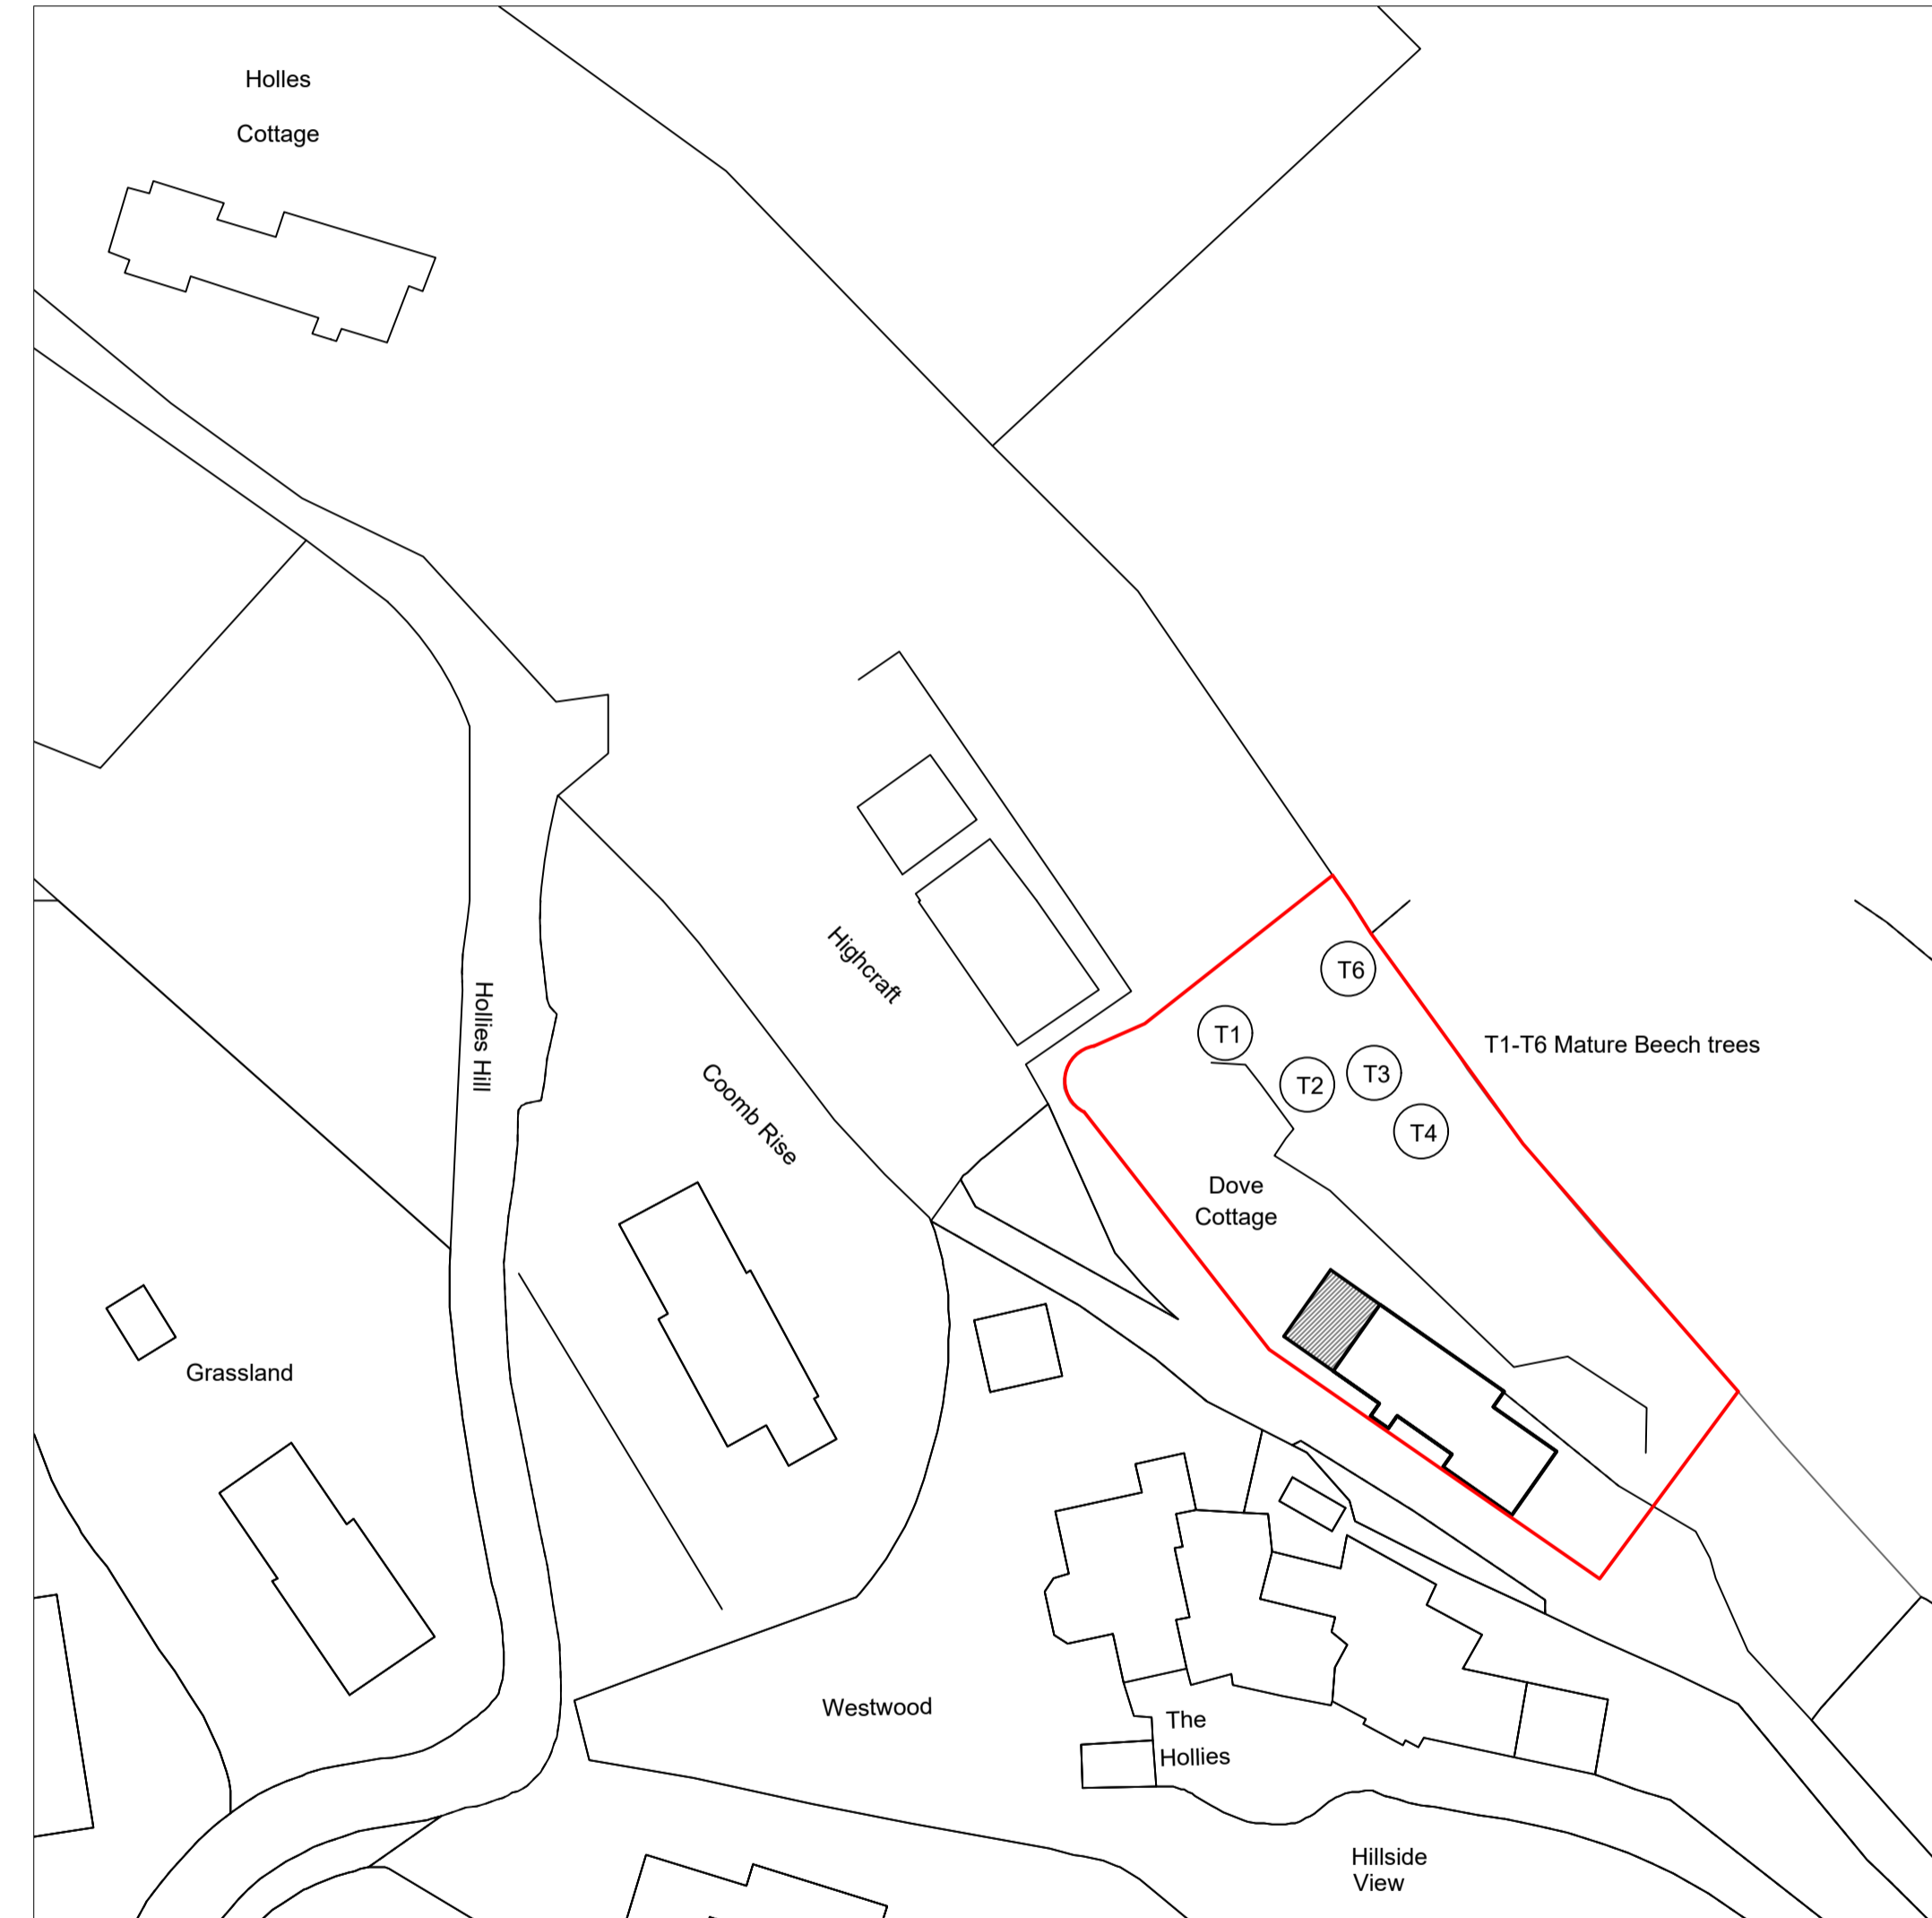 Holles
Cottage
T6
T1
T1-T6 Mature Beech trees
T2
T3
T4
Highcraft
Hollies Hill
Coomb Rise
Dove
Cottage
Grassland
Westwood
The
Hollies
Hillside
View